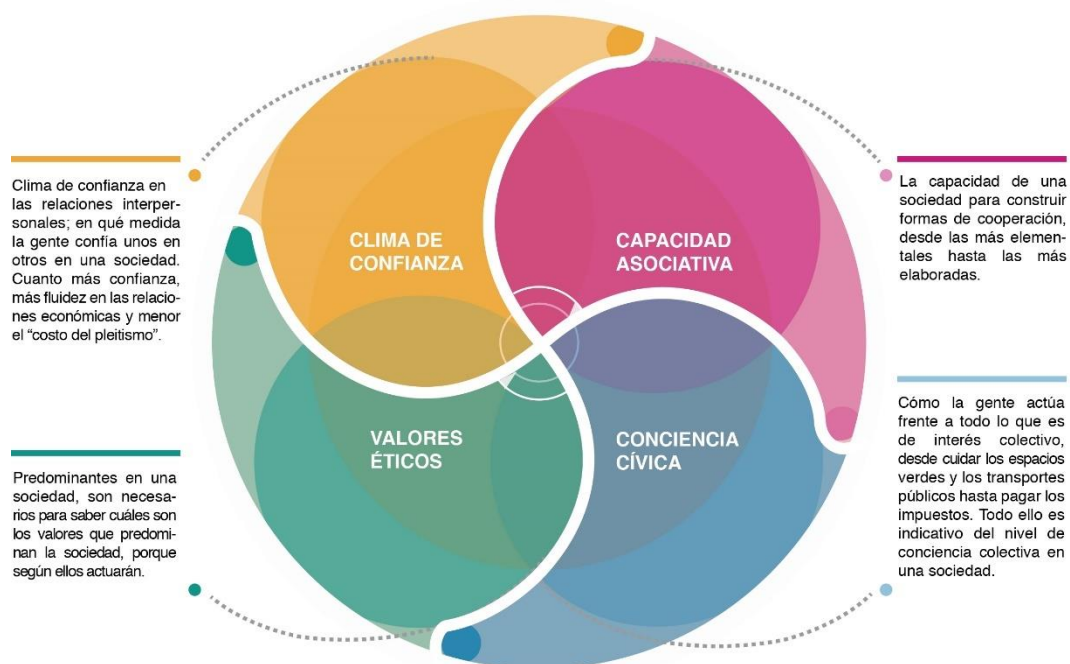 Clima de confianza en
las relaciones interper-
sonales; en qué medida
la gente confía unos en
otros en una sociedad.
Cuanto más confianza,
más fluidez en las relacio-
nes económicas y menor
el “costo del pleitismo”.
CLIMA DE
CONFIANZA
CAPACIDAD
ASOCIATIVA
La capacidad de una
sociedad para construir
formas de cooperación,
desde las más elemen-
tales hasta las más
elaboradas.
Predominantes en una
sociedad, son necesa-
rios para saber cuáles son
los valores que predomi-
nan la sociedad, porque
según ellos actuarán.
VALORES
ÉTICOS
CONCIENCIA
CÍVICA
Cómo la gente actúa
frente a todo lo que es
de interés colectivo,
desde cuidar los espacios
verdes y los transportes
públicos hasta pagar los
impuestos. Todo ello es
indicativo del nivel de
conciencia colectiva en
una sociedad.